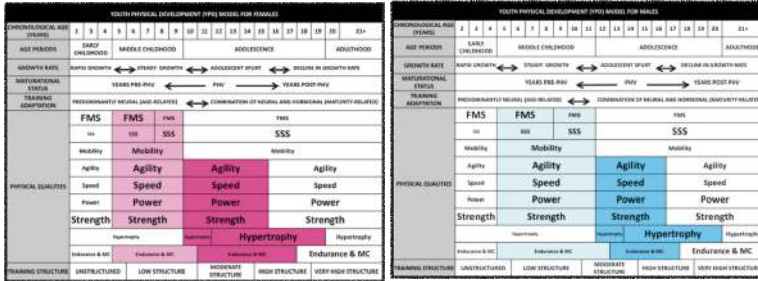 YOUTH PHYSICAL DEVELOPMENT (YPD) MODEL FOR FEMALES
CHRONOLOGICAL AGE (YEARS) 2 3 4 5 6 7 8 9 10 11 12 13 14 15 16 17 18 19 20 21+
AGE PERIODS EARLY CHILDHOOD MIDDLE CHILDHOOD ADOLESCENCE ADULTHOOD
GROWTH RATE RAPID GROWTH STEADY GROWTH ADOLESCENT SPURT DECLINE IN GROWTH RATE
MATURATIONAL STATUS YEARS PRE-PHV PHV YEARS POST-PHV
TRAINING ADAPTATION PREDOMINANTLY NEURAL (AGE-RELATED) COMBINATION OF NEURAL AND HORMONAL (MATURITY-RELATED)
PHYSICAL QUALITIES
FMS FMS FMS FMS
SSS SSS SSS SSS
Mobility Mobility Mobility
Agility Agility Agility Agility
Speed Speed Speed Speed
Power Power Power Power
Strength Strength Strength Strength
Hypertrophy Hypertrophy Hypertrophy Hypertrophy
Endurance & MC Endurance & MC Endurance & MC Endurance & MC
TRAINING STRUCTURE UNSTRUCTURED LOW STRUCTURE MODERATE STRUCTURE HIGH STRUCTURE VERY HIGH STRUCTURE
YOUTH PHYSICAL DEVELOPMENT (YPD) MODEL FOR MALES
CHRONOLOGICAL AGE (YEARS) 2 3 4 5 6 7 8 9 10 11 12 13 14 15 16 17 18 19 20 21+
AGE PERIODS EARLY CHILDHOOD MIDDLE CHILDHOOD ADOLESCENCE ADULTHOOD
GROWTH RATE RAPID GROWTH STEADY GROWTH ADOLESCENT SPURT DECLINE IN GROWTH RATE
MATURATIONAL STATUS YEARS PRE-PHV PHV YEARS POST-PHV
TRAINING ADAPTATION PREDOMINANTLY NEURAL (AGE-RELATED) COMBINATION OF NEURAL AND HORMONAL (MATURITY-RELATED)
PHYSICAL QUALITIES
FMS FMS FMS FMS
SSS SSS SSS SSS
Mobility Mobility Mobility
Agility Agility Agility Agility
Speed Speed Speed Speed
Power Power Power Power
Strength Strength Strength Strength
Hypertrophy Hypertrophy Hypertrophy Hypertrophy
Endurance & MC Endurance & MC Endurance & MC Endurance & MC
TRAINING STRUCTURE UNSTRUCTURED LOW STRUCTURE MODERATE STRUCTURE HIGH STRUCTURE VERY HIGH STRUCTURE